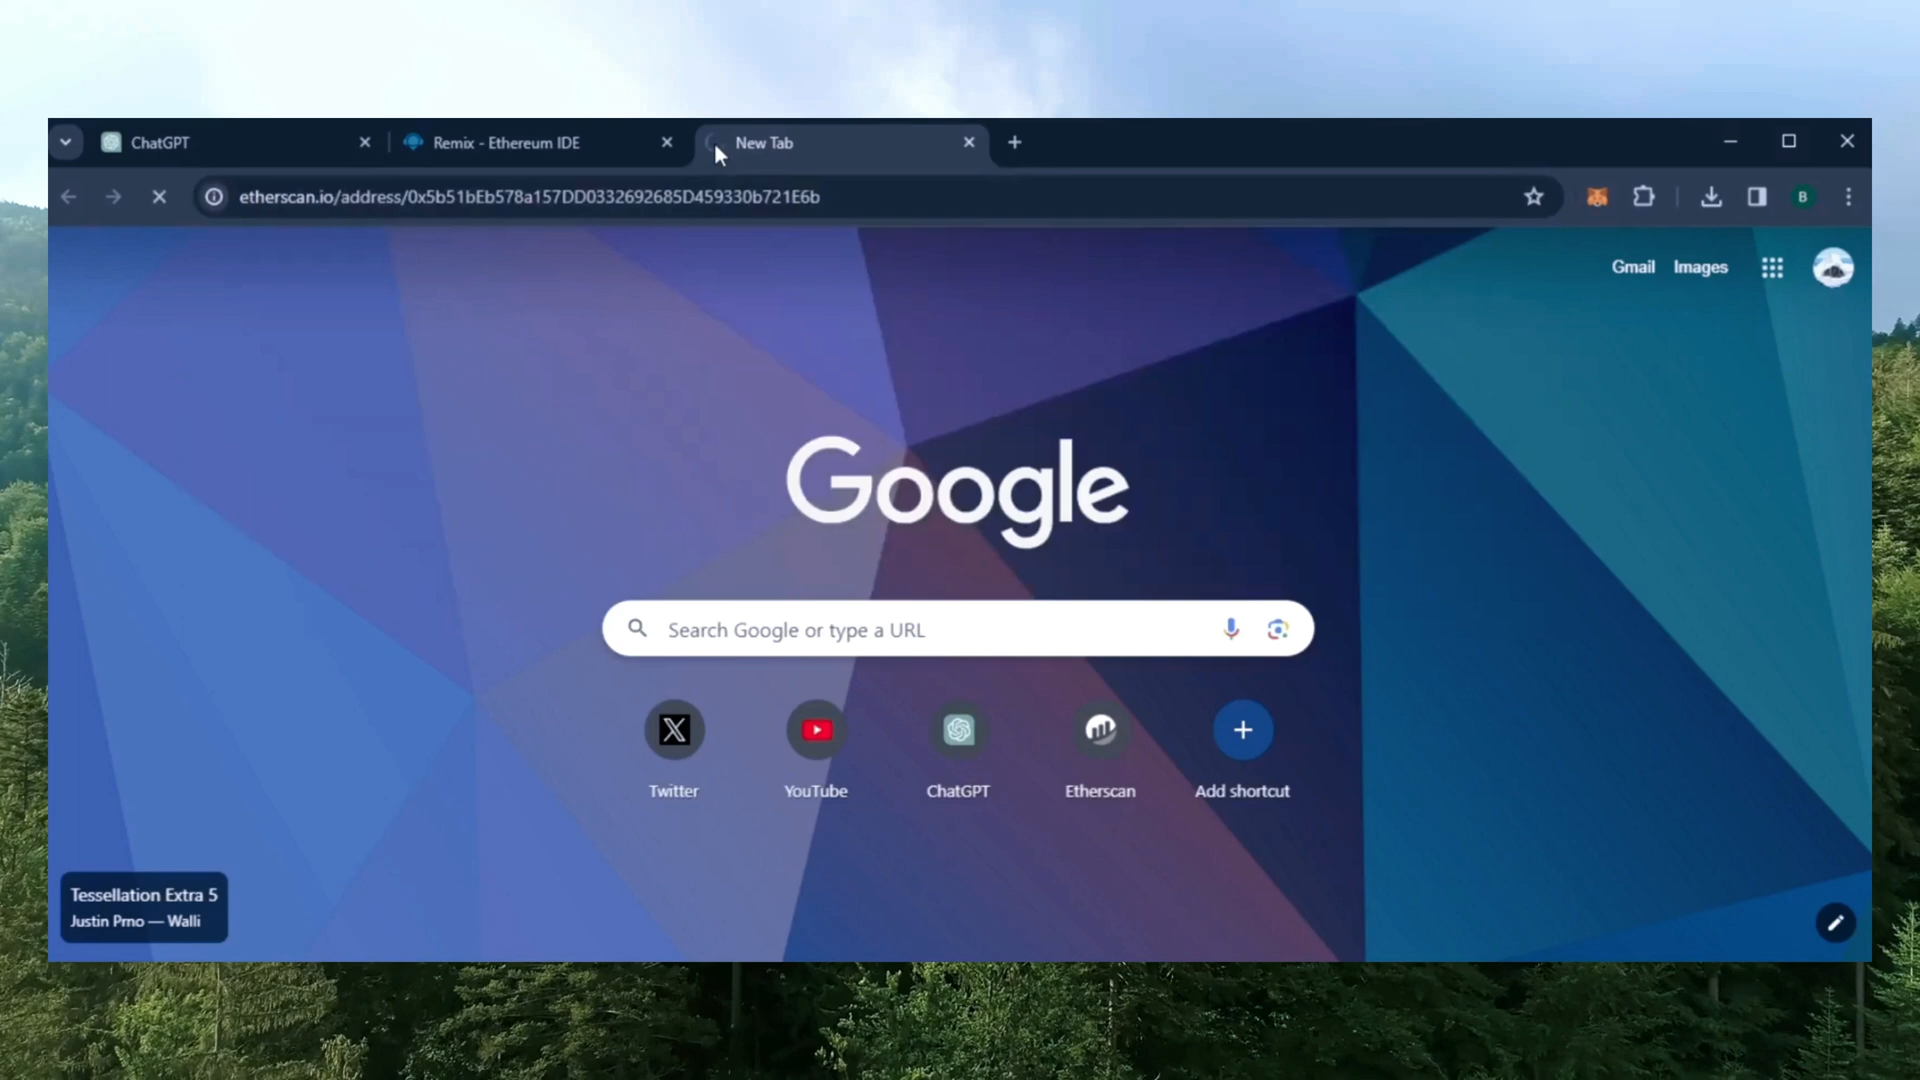 ChatGPT
Remix - Ethereum IDE
New Tab
etherscan.io/address/0x5b51bEb578a157DD0332692685D459330b721E6b
B
Gmail
Images
Google
Search Google or type a URL
Twitter
YouTube
ChatGPT
Etherscan
Add shortcut
Tessellation Extra 5
Justin Prno — Walli